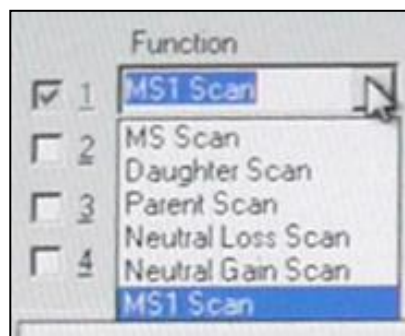 Function
1 MS1 Scan
2 MS Scan
Daughter Scan
3 Parent Scan
Neutral Loss Scan
4 Neutral Gain Scan
MS1 Scan